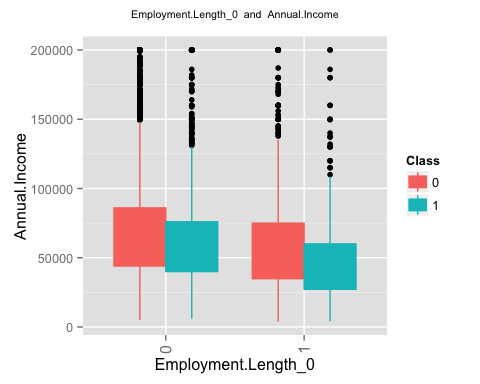 Employment.Length_0 and Annual.Income
200000
150000
100000
50000
0
Annual.Income
0
1
Employment.Length_0
Class
0
1